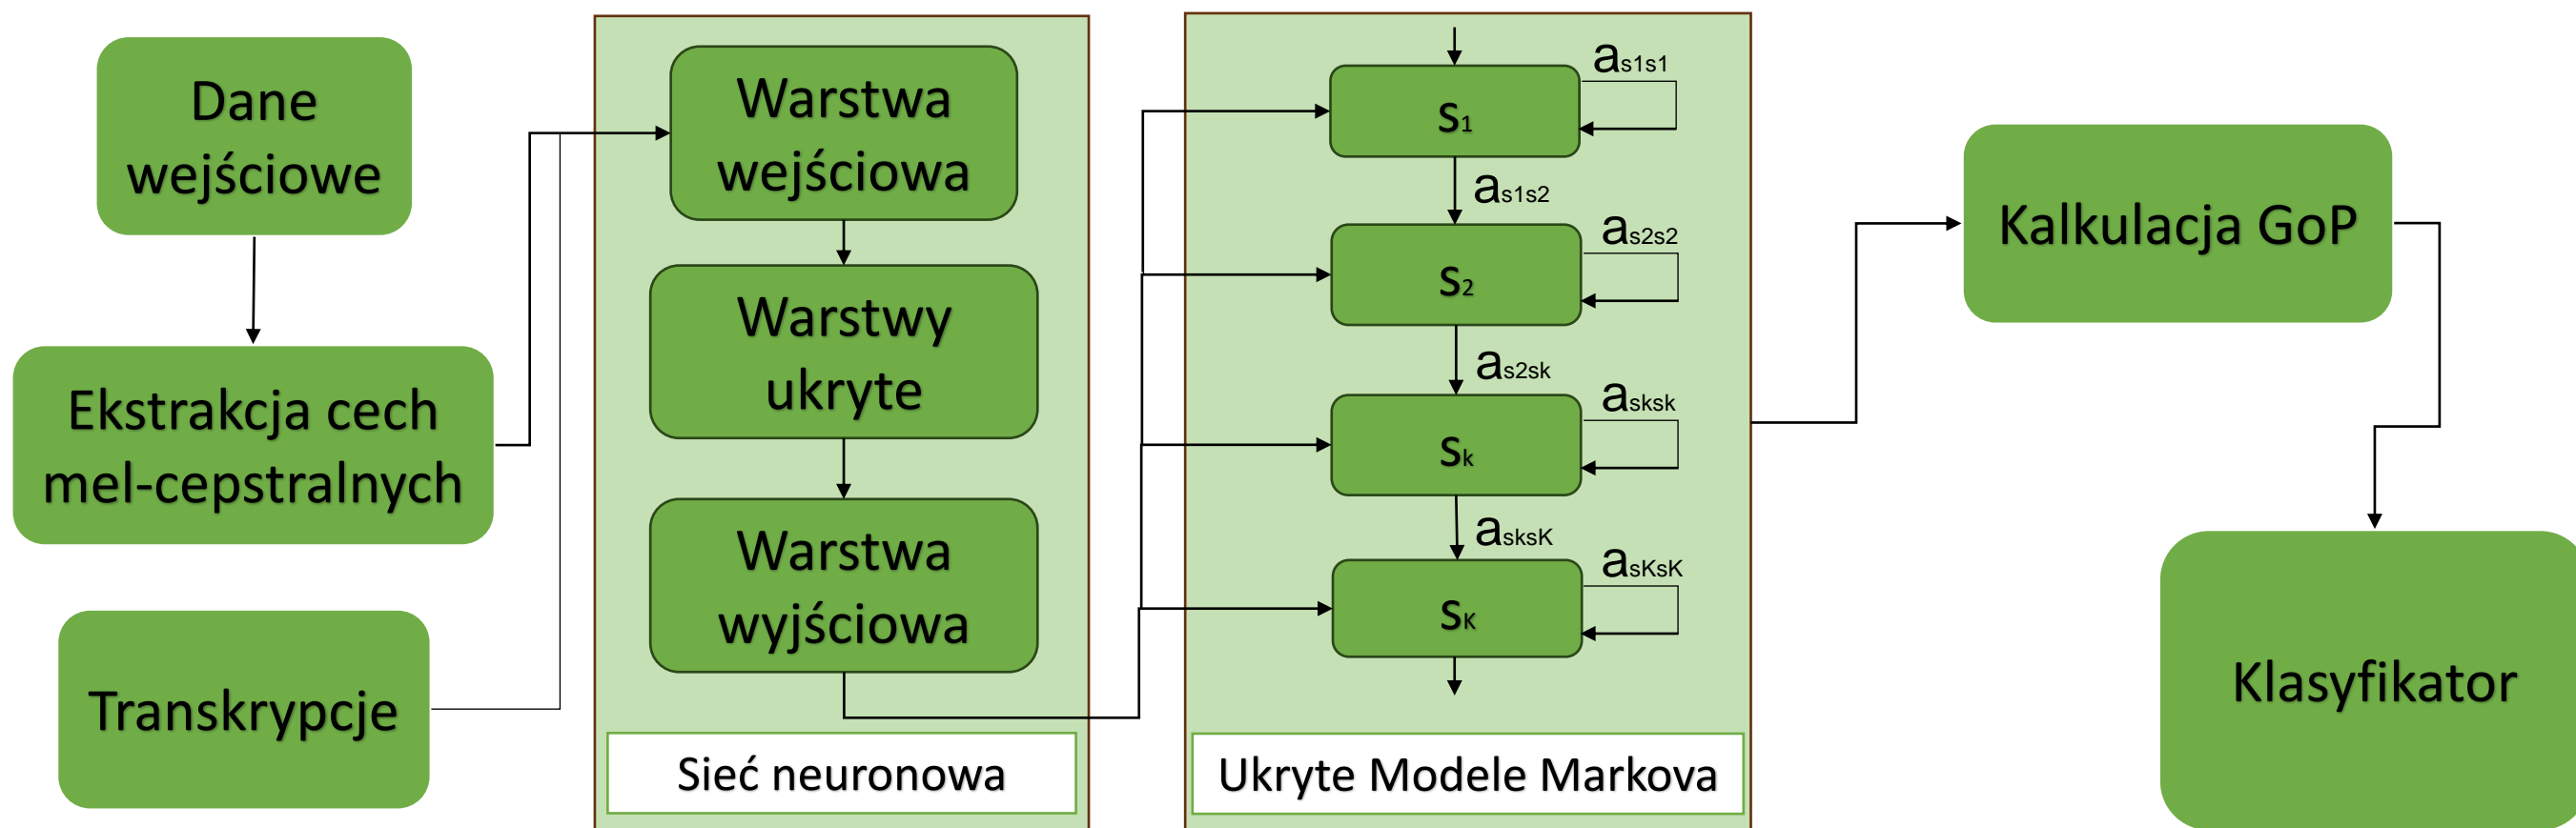 Dane
wejściowe
Ekstrakcja cech
mel-cepstralnych
Transkrypcje
Warstwa
wejściowa
Warstwy
ukryte
Warstwa
wyjściowa
Sieć neuronowa
s1
as1s1
as1s2
s2
as2s2
as2sk
sk
asksk
asksK
sK
asKsK
Ukryte Modele Markova
Kalkulacja GoP
Klasyfikator